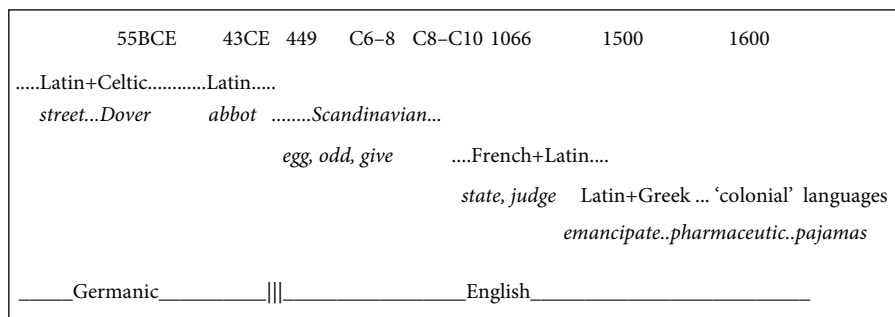 55BCE 43CE 449 C6–8 C8–C10 1066 1500 1600
.....Latin+Celtic............Latin.....
street...Dover abbot ........Scandinavian...
egg, odd, give ....French+Latin....
state, judge Latin+Greek ... ‘colonial’ languages
emancipate..pharmaceutic..pajamas
_____Germanic__________|||_________________English__________________________